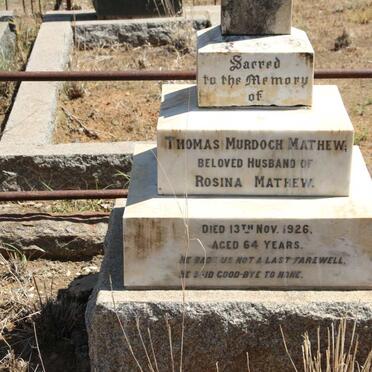 Sacred
to the Memory
of
THOMAS MURDOCH MATHEW,
BELOVED HUSBAND OF
ROSINA MATHEW.
DIED 13TH NOV. 1926,
AGED 64 YEARS.
HE BADE US NOT A LAST FAREWELL,
HE SAID GOOD-BYE TO NONE.